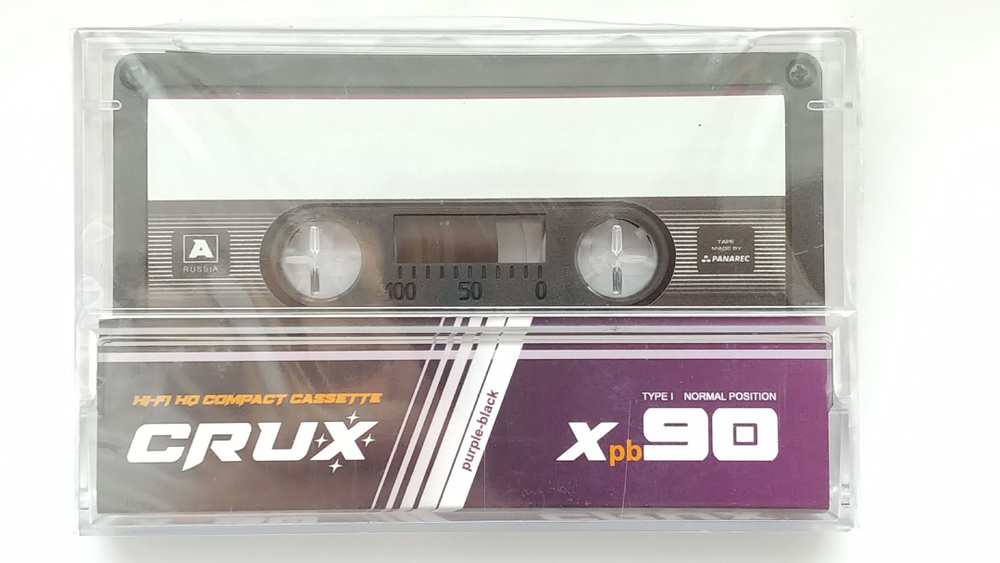 A
RUSSIA
TAPE
MADE BY
PANAREC
100 50 0
HI-FI HQ COMPACT CASSETTE
CRUX
purple-black
TYPE I NORMAL POSITION
Xpb90